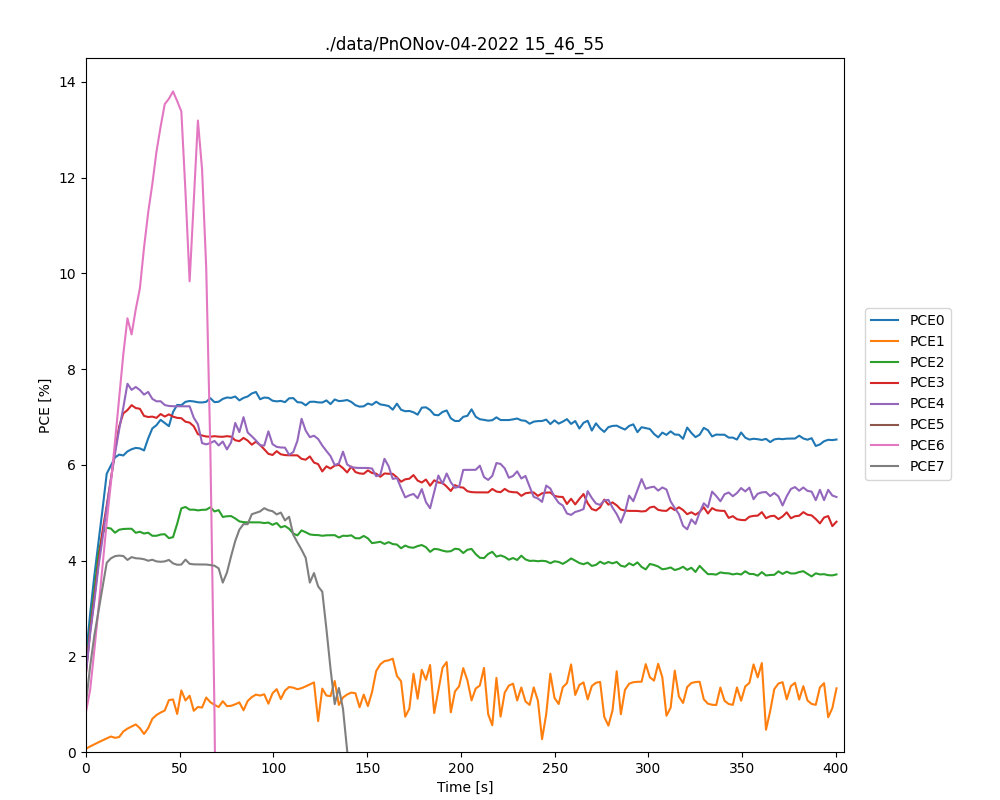 ./data/PnONov-04-2022 15_46_55
PCE [%]
14
12
10
8
6
4
2
0
0 50 100 150 200 250 300 350 400
Time [s]
PCE0
PCE1
PCE2
PCE3
PCE4
PCE5
PCE6
PCE7